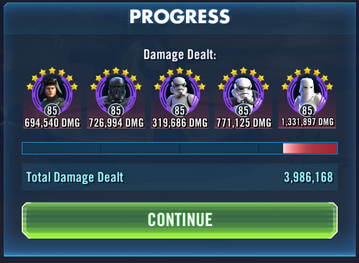 PROGRESS
Damage Dealt:
85 85 85 85 85
694,540 DMG 726,994 DMG 319,686 DMG 771,125 DMG 1,331,897 DMG
Total Damage Dealt 3,986,168
CONTINUE